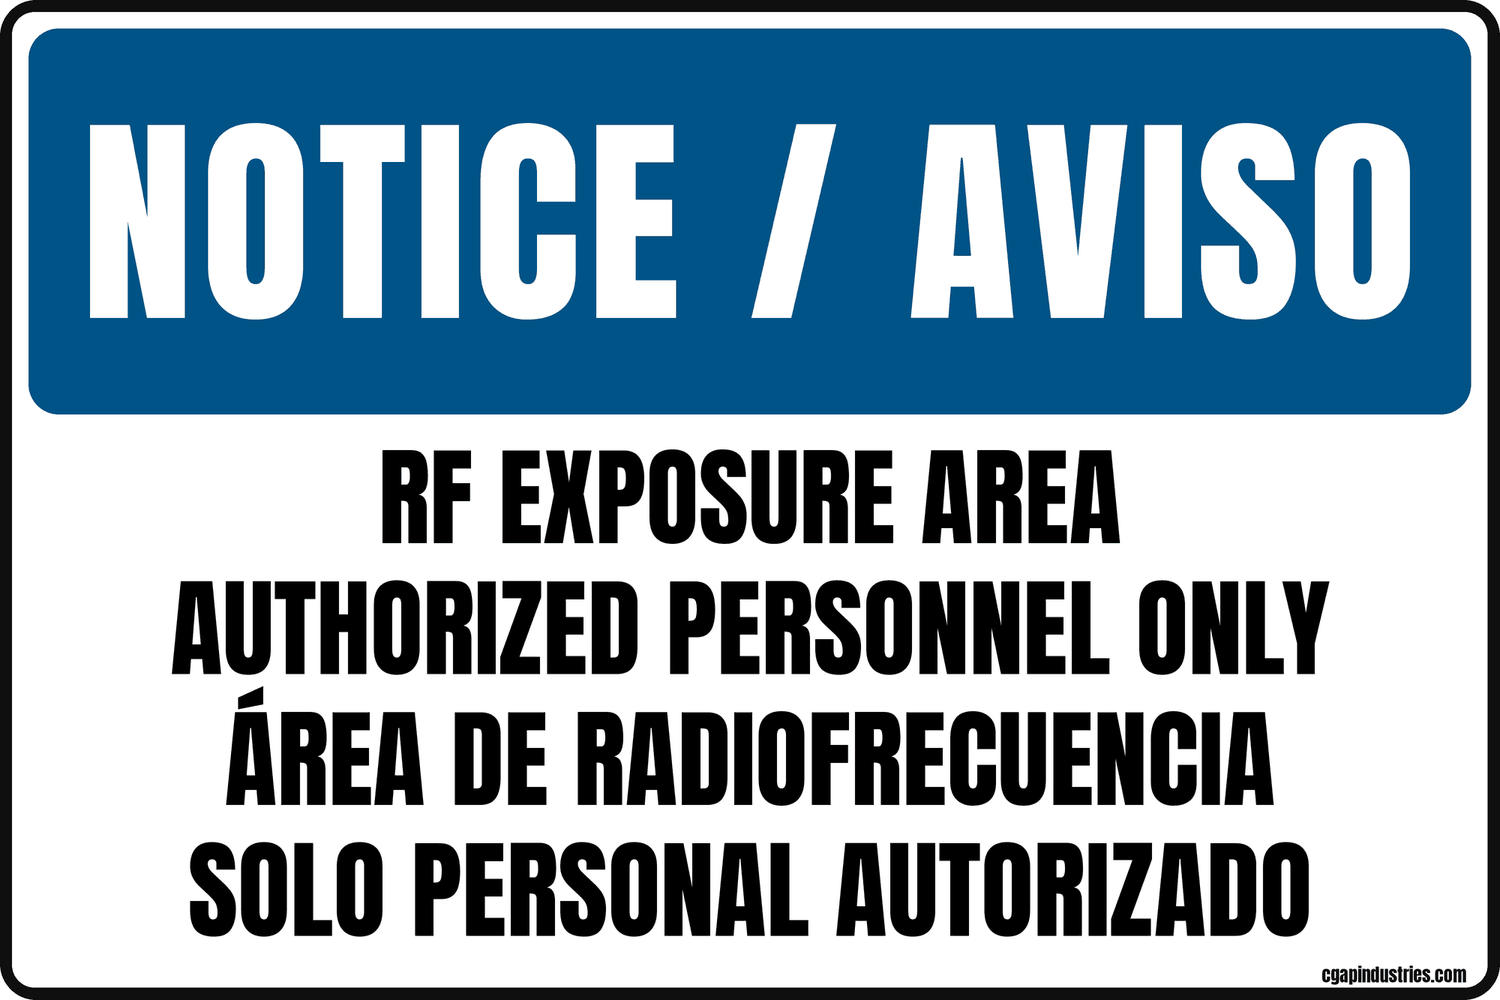 NOTICE / AVISO
RF EXPOSURE AREA
AUTHORIZED PERSONNEL ONLY
ÁREA DE RADIOFRECUENCIA
SOLO PERSONAL AUTORIZADO
cgapindustries.com